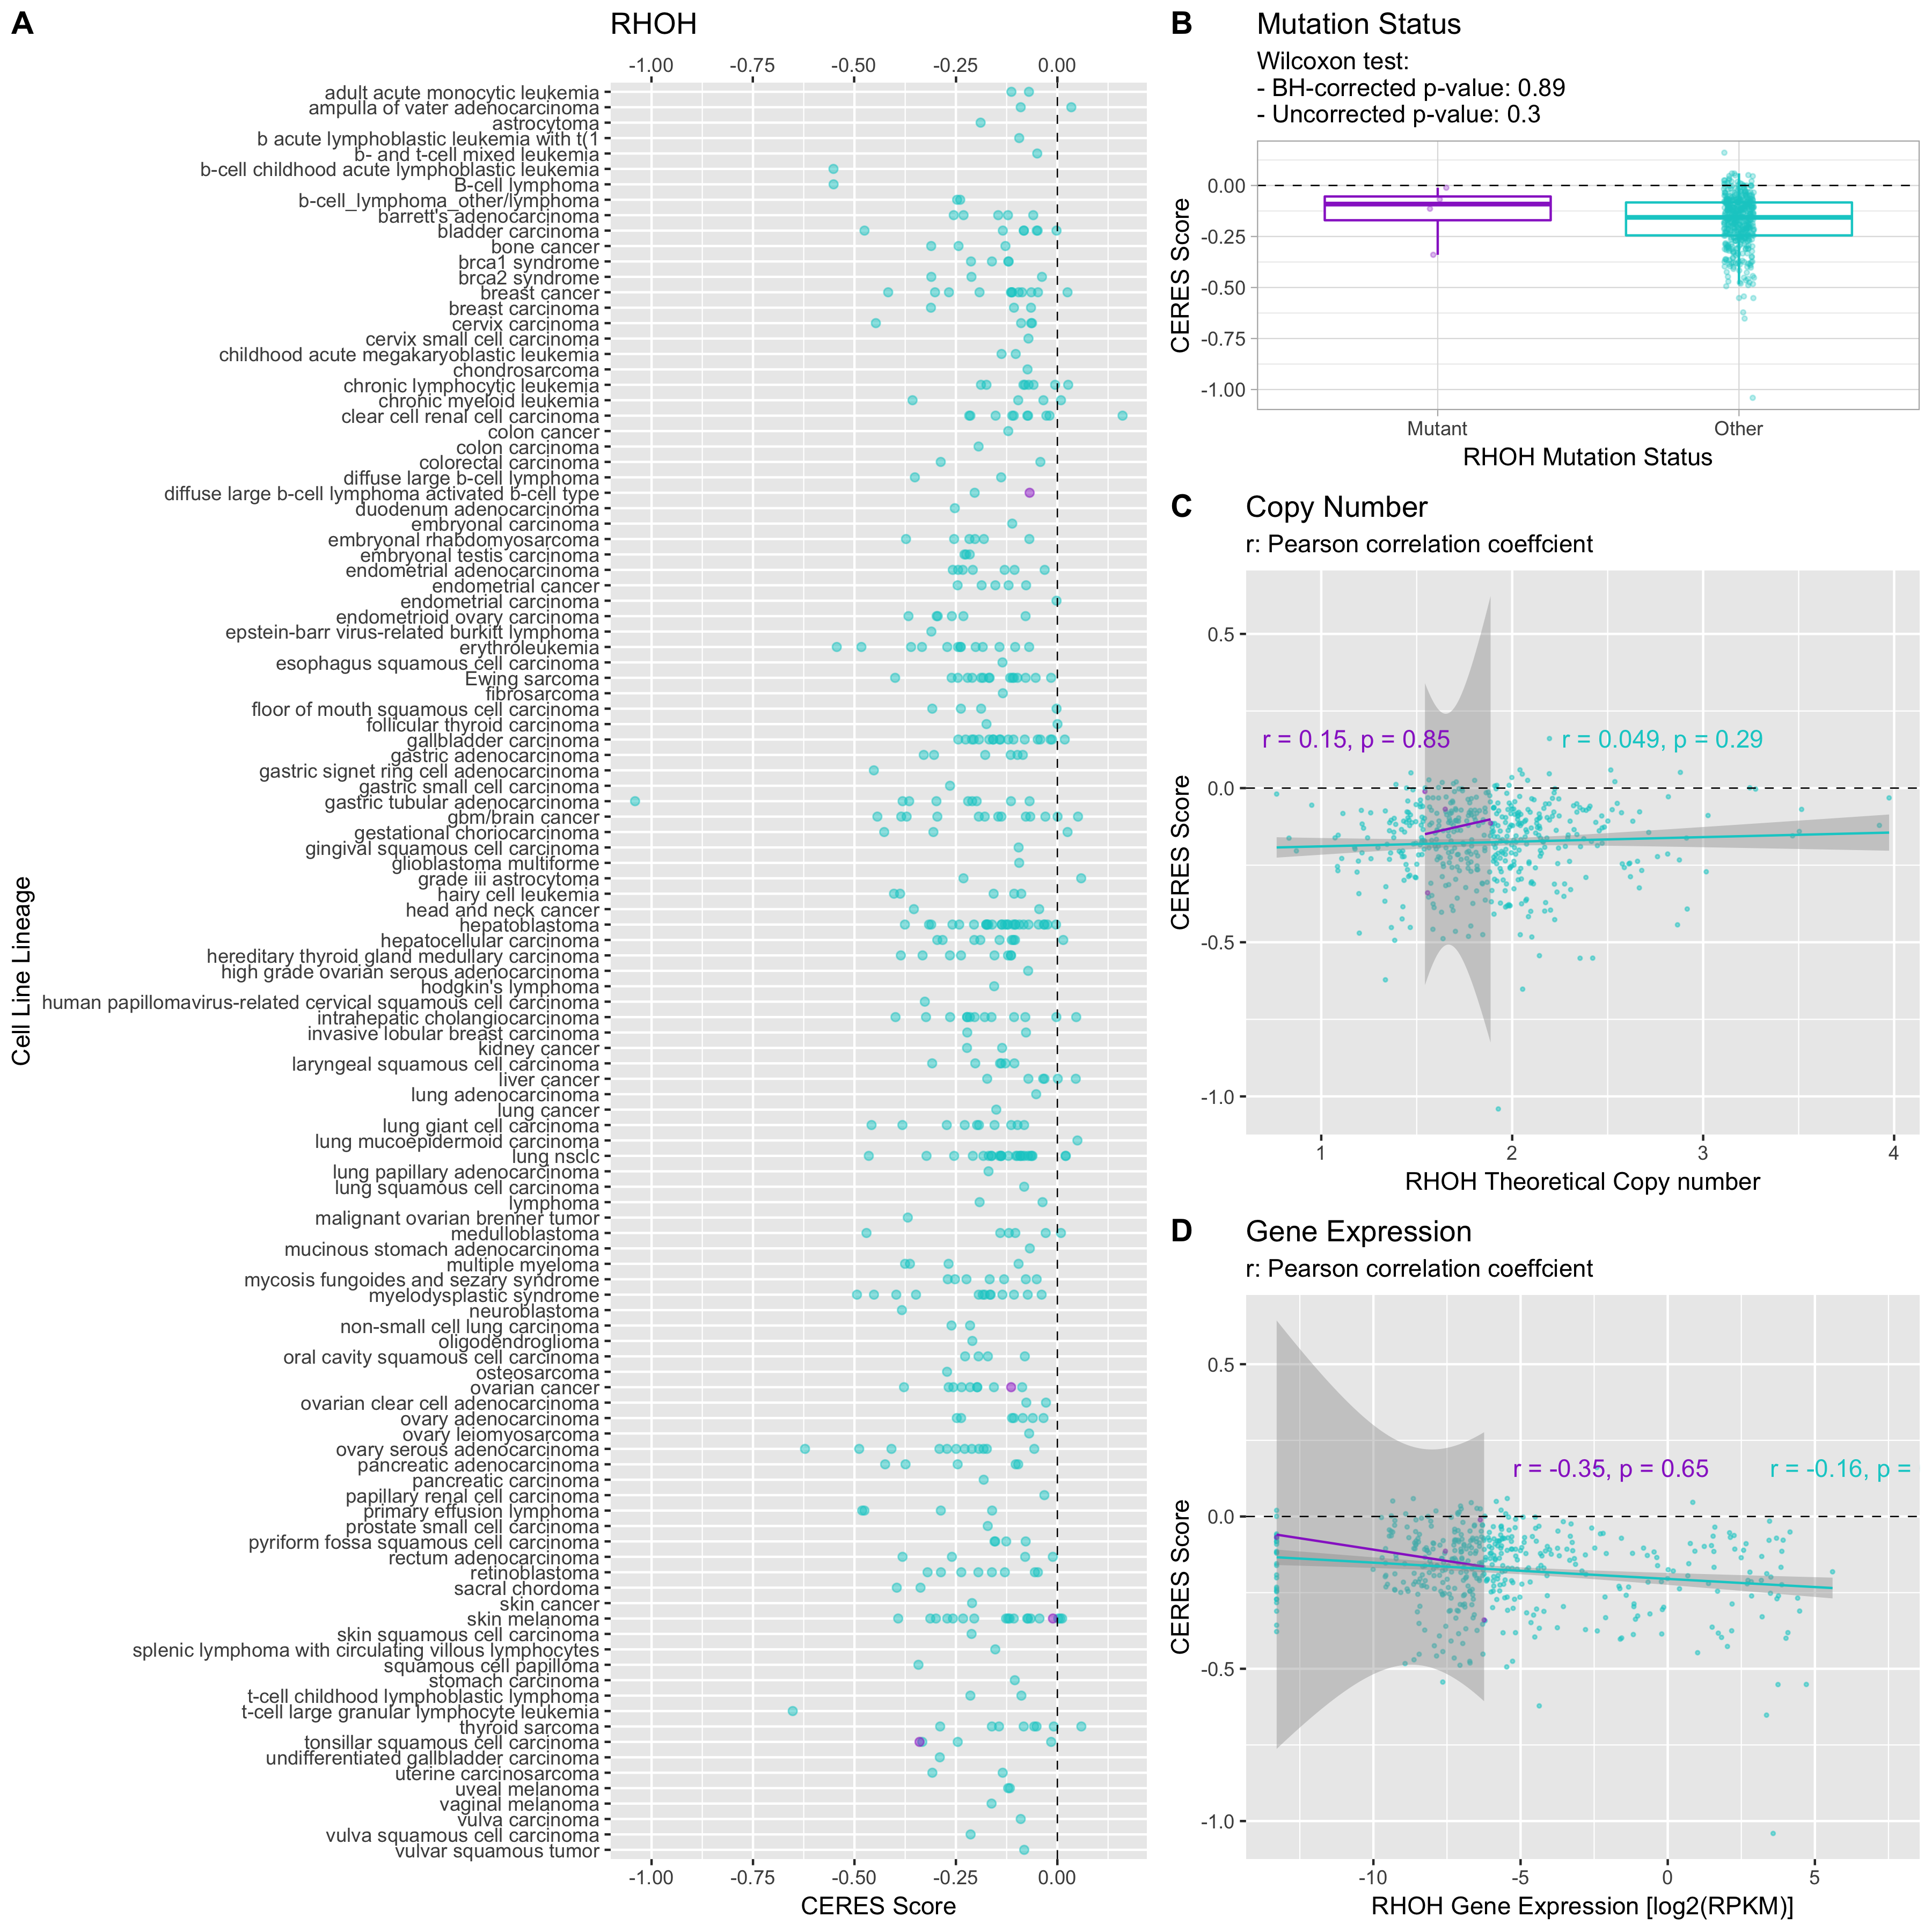 A
RHOH
-1.00 -0.75 -0.50 -0.25 0.00
Cell Line Lineage
adult acute monocytic leukemia
ampulla of vater adenocarcinoma
astrocytoma
b acute lymphoblastic leukemia with t(1
b- and t-cell mixed leukemia
b-cell childhood acute lymphoblastic leukemia
B-cell lymphoma
b-cell_lymphoma_other/lymphoma
barrett's adenocarcinoma
bladder carcinoma
bone cancer
brca1 syndrome
brca2 syndrome
breast cancer
breast carcinoma
cervix carcinoma
cervix small cell carcinoma
childhood acute megakaryoblastic leukemia
chondrosarcoma
chronic lymphocytic leukemia
chronic myeloid leukemia
clear cell renal cell carcinoma
colon cancer
colon carcinoma
colorectal carcinoma
diffuse large b-cell lymphoma
diffuse large b-cell lymphoma activated b-cell type
duodenum adenocarcinoma
embryonal carcinoma
embryonal rhabdomyosarcoma
embryonal testis carcinoma
endometrial adenocarcinoma
endometrial cancer
endometrial carcinoma
endometrioid ovary carcinoma
epstein-barr virus-related burkitt lymphoma
erythroleukemia
esophagus squamous cell carcinoma
Ewing sarcoma
fibrosarcoma
floor of mouth squamous cell carcinoma
follicular thyroid carcinoma
gallbladder carcinoma
gastric adenocarcinoma
gastric signet ring cell adenocarcinoma
gastric small cell carcinoma
gastric tubular adenocarcinoma
gbm/brain cancer
gestational choriocarcinoma
gingival squamous cell carcinoma
glioblastoma multiforme
grade iii astrocytoma
hairy cell leukemia
head and neck cancer
hepatoblastoma
hepatocellular carcinoma
hereditary thyroid gland medullary carcinoma
high grade ovarian serous adenocarcinoma
hodgkin's lymphoma
human papillomavirus-related cervical squamous cell carcinoma
intrahepatic cholangiocarcinoma
invasive lobular breast carcinoma
kidney cancer
laryngeal squamous cell carcinoma
liver cancer
lung adenocarcinoma
lung cancer
lung giant cell carcinoma
lung mucoepidermoid carcinoma
lung nsclc
lung papillary adenocarcinoma
lung squamous cell carcinoma
lymphoma
malignant ovarian brenner tumor
medulloblastoma
mucinous stomach adenocarcinoma
multiple myeloma
mycosis fungoides and sezary syndrome
myelodysplastic syndrome
neuroblastoma
non-small cell lung carcinoma
oligodendroglioma
oral cavity squamous cell carcinoma
osteosarcoma
ovarian cancer
ovarian clear cell adenocarcinoma
ovary adenocarcinoma
ovary leiomyosarcoma
ovary serous adenocarcinoma
pancreatic adenocarcinoma
pancreatic carcinoma
papillary renal cell carcinoma
primary effusion lymphoma
prostate small cell carcinoma
pyriform fossa squamous cell carcinoma
rectum adenocarcinoma
retinoblastoma
sacral chordoma
skin cancer
skin melanoma
skin squamous cell carcinoma
splenic lymphoma with circulating villous lymphocytes
squamous cell papilloma
stomach carcinoma
t-cell childhood lymphoblastic lymphoma
t-cell large granular lymphocyte leukemia
thyroid sarcoma
tonsillar squamous cell carcinoma
undifferentiated gallbladder carcinoma
uterine carcinosarcoma
uveal melanoma
vaginal melanoma
vulva carcinoma
vulva squamous cell carcinoma
vulvar squamous tumor
-1.00 -0.75 -0.50 -0.25 0.00
CERES Score
B
Mutation Status
Wilcoxon test:
- BH-corrected p-value: 0.89
- Uncorrected p-value: 0.3
CERES Score
0.00
-0.25
-0.50
-0.75
-1.00
Mutant Other
RHOH Mutation Status
C
Copy Number
r: Pearson correlation coeffcient
CERES Score
0.5
0.0
-0.5
-1.0
r = 0.15, p = 0.85
r = 0.049, p = 0.29
1 2 3 4
RHOH Theoretical Copy number
D
Gene Expression
r: Pearson correlation coeffcient
CERES Score
0.5
0.0
-0.5
-1.0
r = -0.35, p = 0.65
r = -0.16, p =
-10 -5 0 5
RHOH Gene Expression [log2(RPKM)]